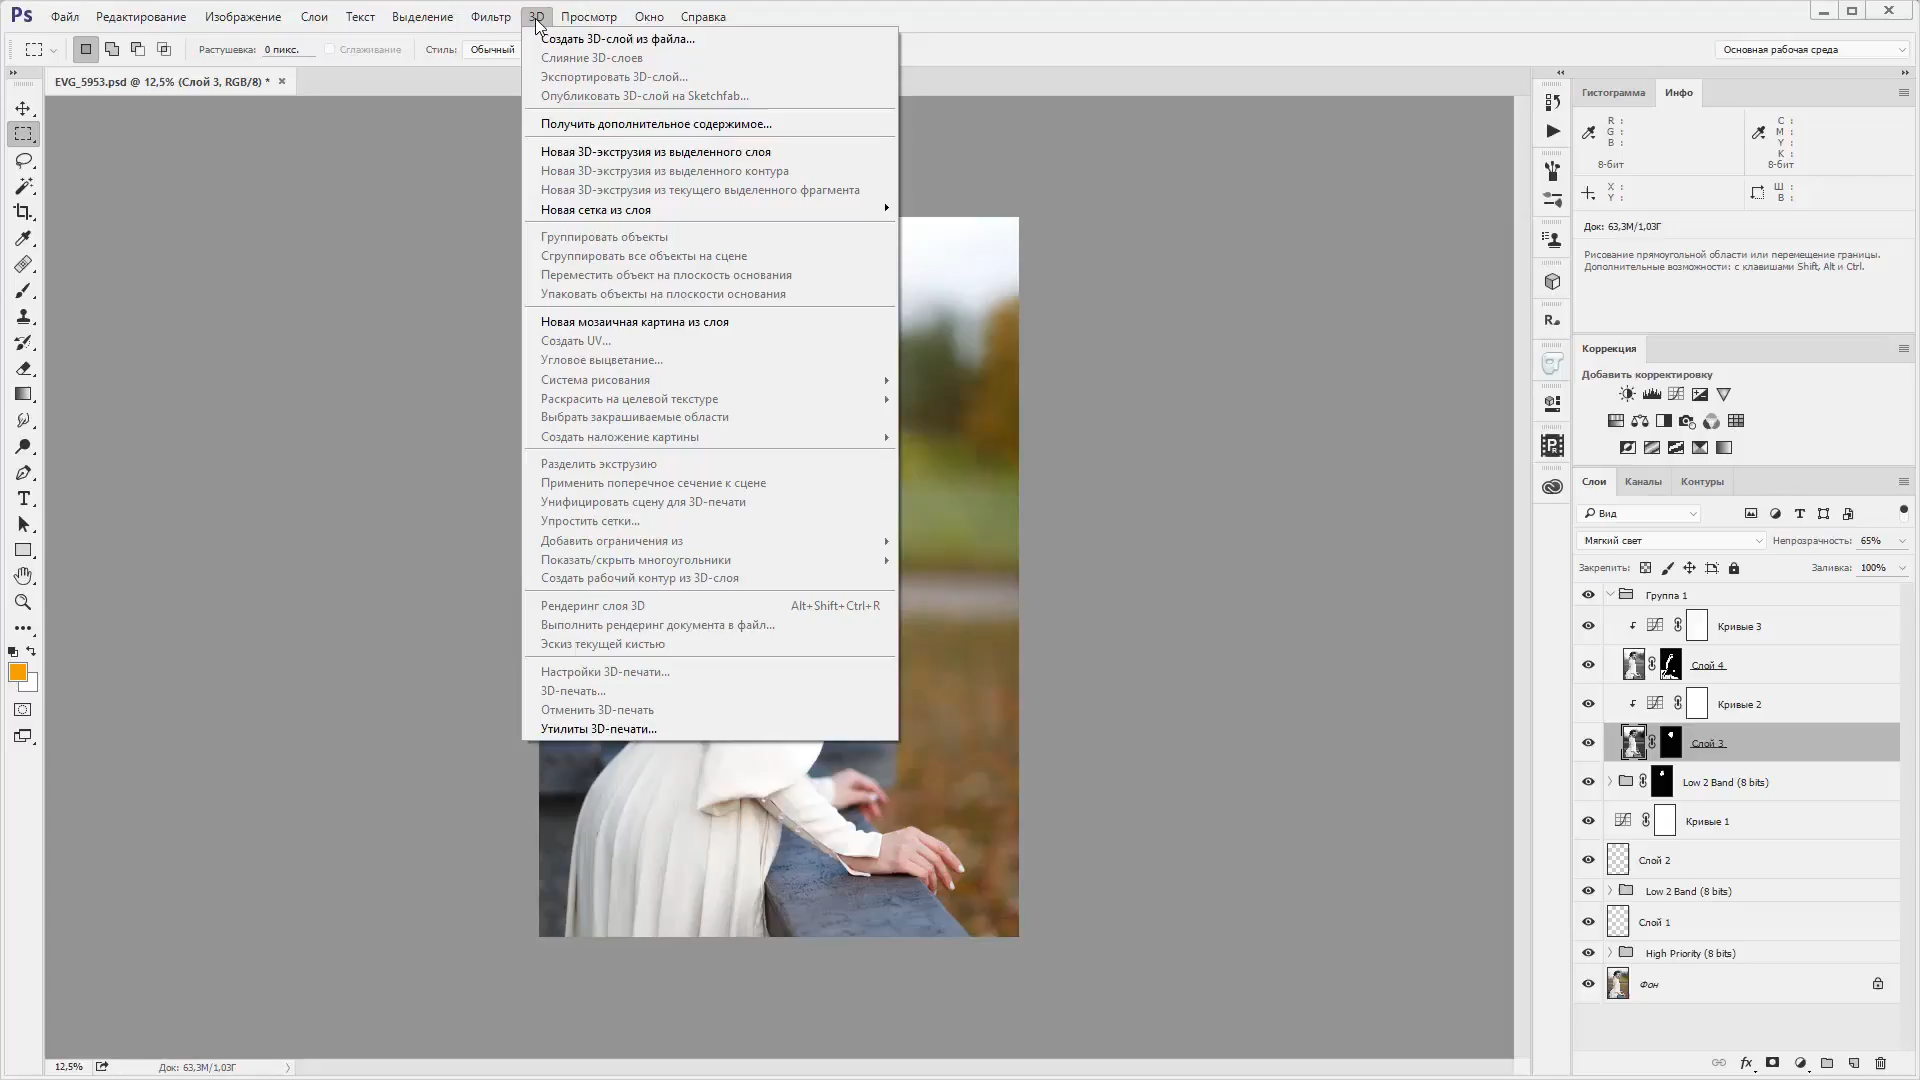 Ps Файл Редактирование Изображение Слои Текст Выделение Фильтр 3D Просмотр Окно Справка
Растушевка: 0 пикс. Сглаживание Стиль: Обычный
Основная рабочая среда
EVG_5953.psd @ 12,5% (Слой 3, RGB/8) *
Создать 3D-слой из файла...
Слияние 3D-слоев
Экспортировать 3D-слой...
Опубликовать 3D-слой на Sketchfab...
Получить дополнительное содержимое...
Новая 3D-экструзия из выделенного слоя
Новая 3D-экструзия из выделенного контура
Новая 3D-экструзия из текущего выделенного фрагмента
Новая сетка из слоя
Группировать объекты
Сгруппировать все объекты на сцене
Переместить объект на плоскость основания
Упаковать объекты на плоскости основания
Новая мозаичная картина из слоя
Создать UV...
Угловое выцветание...
Система рисования
Раскрасить на целевой текстуре
Выбрать закрашиваемые области
Создать наложение картины
Разделить экструзию
Применить поперечное сечение к сцене
Унифицировать сцену для 3D-печати
Упростить сетки...
Добавить ограничения из
Показать/скрыть многоугольники
Создать рабочий контур из 3D-слоя
Рендеринг слоя 3D Alt+Shift+Ctrl+R
Выполнить рендеринг документа в файл...
Эскиз текущей кистью
Настройки 3D-печати...
3D-печать...
Отменить 3D-печать
Утилиты 3D-печати...
Гистограмма Инфо
R : C :
G : M :
B : Y :
K :
8-бит 8-бит
X : Ш :
Y : В :
Док: 63,3M/1,03Г
Рисование прямоугольной области или перемещение границы.
Дополнительные возможности: с клавишами Shift, Alt и Ctrl.
Коррекция
Добавить корректировку
Слои Каналы Контуры
Вид
Мягкий свет Непрозрачность: 65%
Закрепить: Заливка: 100%
Группа 1
Кривые 3
Слой 4
Кривые 2
Слой 3
Low 2 Band (8 bits)
Кривые 1
Слой 2
Low 2 Band (8 bits)
Слой 1
High Priority (8 bits)
Фон
fx
12,5% Док: 63,3M/1,03Г